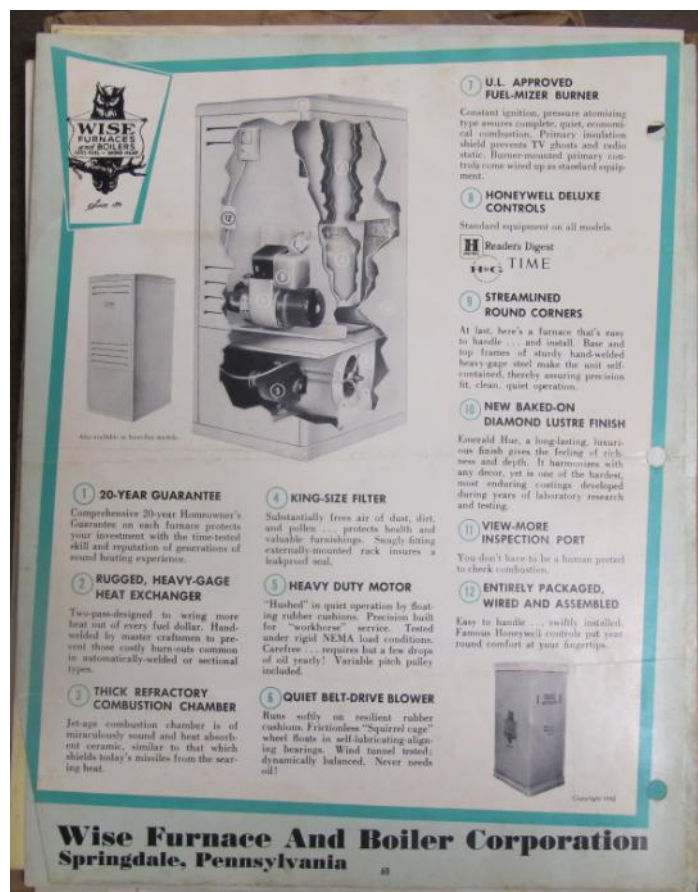 WISE
FURNACES
and BOILERS
LESS FUEL - MORE HEAT
Also available in Inner-line models
1 20-YEAR GUARANTEE
Comprehensive 20-year Homeowner's
Guarantee on each furnace protects
your investment with the time-tested
skill and reputation of generations of
sound heating experience.
2 RUGGED, HEAVY-GAGE
HEAT EXCHANGER
Two-pass-designed to wring more
heat out of every fuel dollar. Hand-
welded by master craftsmen to pre-
vent those costly burn-outs common
in automatically-welded or sectional
types.
3 THICK REFRACTORY
COMBUSTION CHAMBER
Jet-age combustion chamber is of
miraculously sound and heat absorb-
ent ceramic, similar to that which
shields today's missiles from the sear-
ing heat.
4 KING-SIZE FILTER
Substantially frees air of dust, dirt,
and pollen . . . protects health and
valuable furnishings. Snugly-fitting
externally-mounted rack insures a
leakproof seal.
5 HEAVY DUTY MOTOR
"Hushed" in quiet operation by float-
ing rubber cushions. Precision built
for "workhorse" service. Tested
under rigid NEMA load conditions.
Carefree . . . requires but a few drops
of oil yearly! Variable pitch pulley
included.
6 QUIET BELT-DRIVE BLOWER
Runs softly on resilient rubber
cushions. Frictionless "Squirrel cage"
wheel floats in self-lubricating-align-
ing bearings. Wind tunnel tested;
dynamically balanced. Never needs
oil!
7 U.L. APPROVED
FUEL-MIZER BURNER
Constant ignition, pressure atomizing
type assures complete, quiet, economi-
cal combustion. Primary insulation
shield prevents TV ghosts and radio
static. Burner-mounted primary con-
trols come wired up as standard equip-
ment.
8 HONEYWELL DELUXE
CONTROLS
Standard equipment on all models.
H Reader's Digest
H&G TIME
9 STREAMLINED
ROUND CORNERS
At last, here's a furnace that's easy
to handle . . . and install. Base and
top frames of sturdy hand-welded
heavy-gage steel make the unit self-
contained, thereby assuring precision
fit, clean, quiet operation.
10 NEW BAKED-ON
DIAMOND LUSTRE FINISH
Emerald Hue, a long-lasting, luxuri-
ous finish gives the feeling of rich-
ness and depth. It harmonizes with
any decor, yet is one of the hardest,
most enduring coatings developed
during years of laboratory research
and testing.
11 VIEW-MORE
INSPECTION PORT
You don't have to be a human pretzel
to check combustion.
12 ENTIRELY PACKAGED,
WIRED AND ASSEMBLED
Easy to handle . . . swiftly installed.
Famous Honeywell controls put year
round comfort at your fingertips.
Copyright 1962
Wise Furnace And Boiler Corporation
Springdale, Pennsylvania